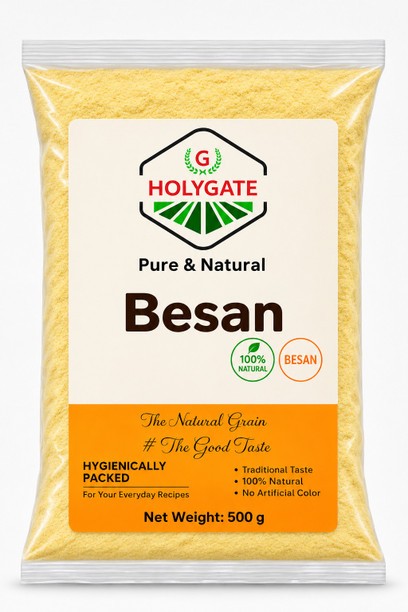 G
HOLYGATE
Pure & Natural
Besan
100%
NATURAL
BESAN
The Natural Grain
# The Good Taste
HYGIENICALLY
PACKED
For Your Everyday Recipes
• Traditional Taste
• 100% Natural
• No Artificial Color
Net Weight: 500 g